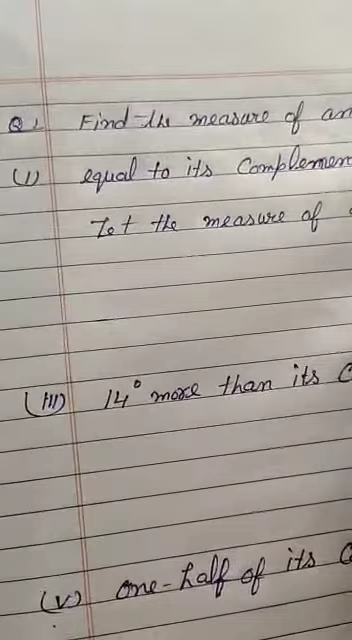 Q1 Find the measure of an
(I) equal to its Complemen
Let the measure of
(III) 14° more than its C
(V) one-half of its C